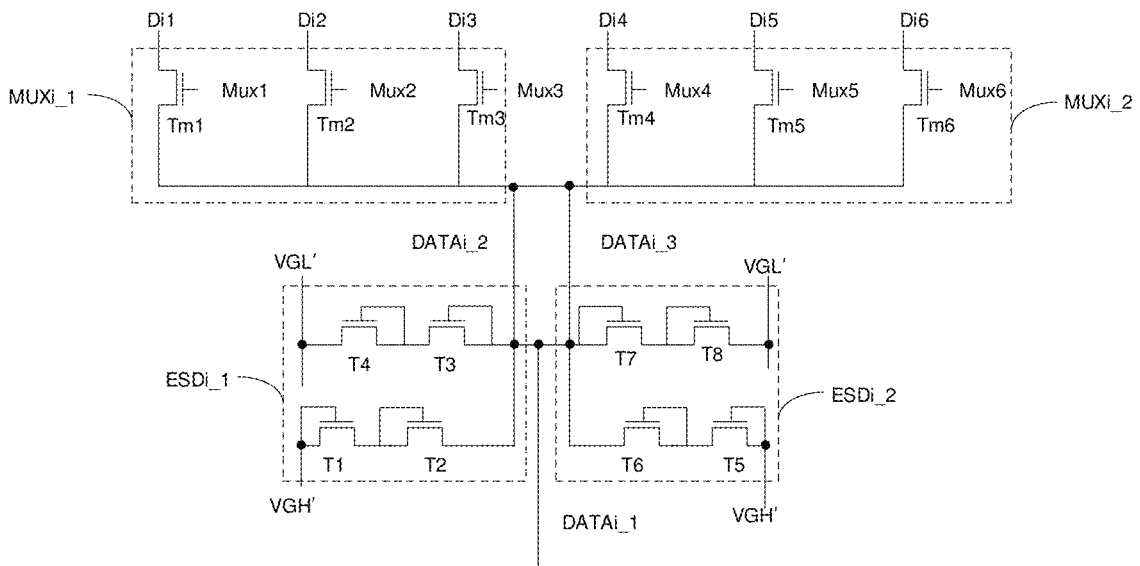 Di1 Di2 Di3 Di4 Di5 Di6
MUXi_1 Mux1 Mux2 Mux3 Mux4 Mux5 Mux6 MUXi_2
Tm1 Tm2 Tm3 Tm4 Tm5 Tm6
DATAi_2 DATAi_3
VGL' VGL'
T4 T3 T7 T8
ESDi_1 ESDi_2
T1 T2 T6 T5
VGH' VGH'
DATAi_1